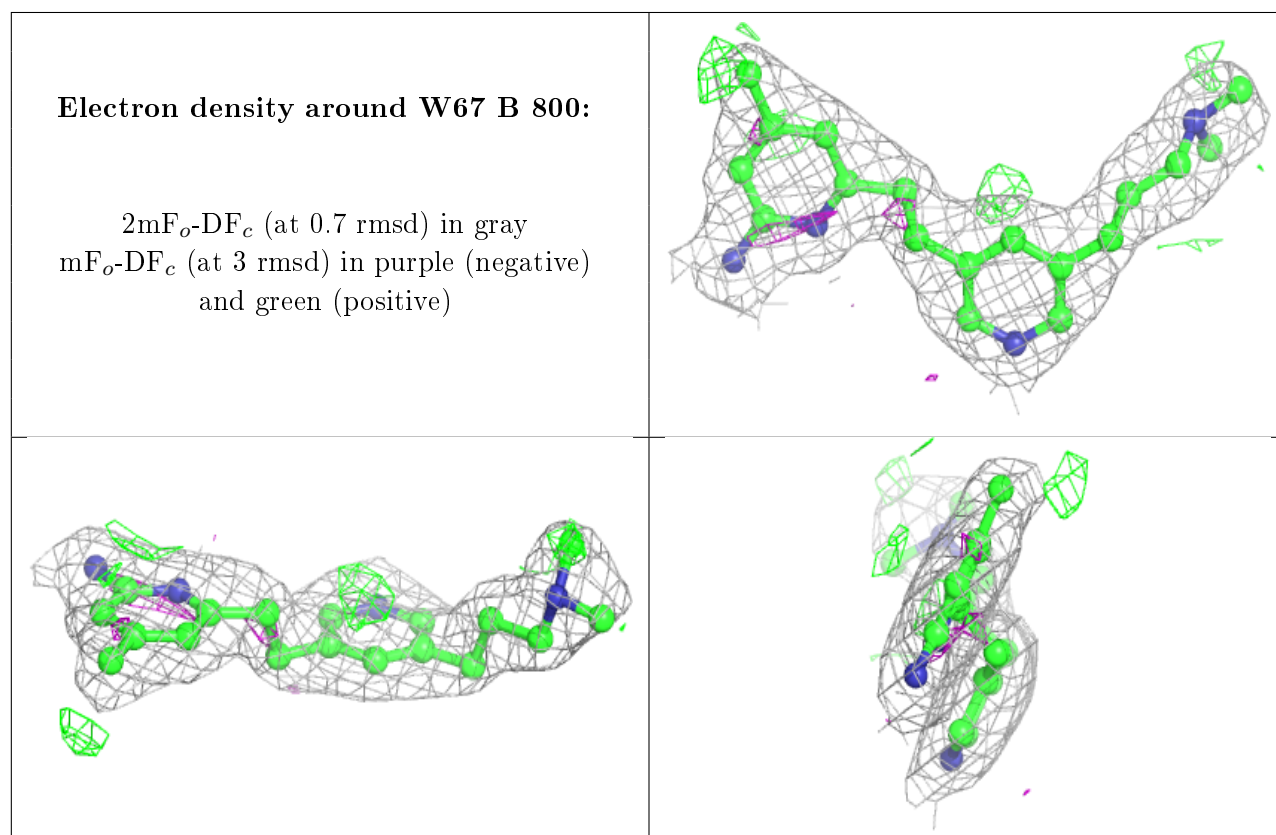 Electron density around W67 B 800:
2mFo-DFc (at 0.7 rmsd) in gray
mFo-DFc (at 3 rmsd) in purple (negative)
and green (positive)